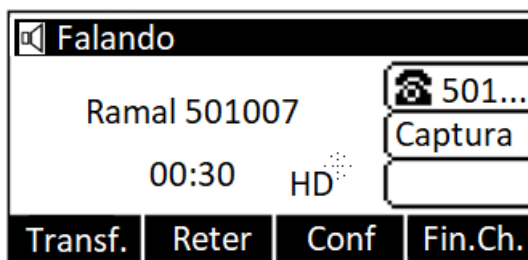 Falando
501...
Ramal 501007
Captura
00:30
HD
Transf.
Reter
Conf
Fin.Ch.